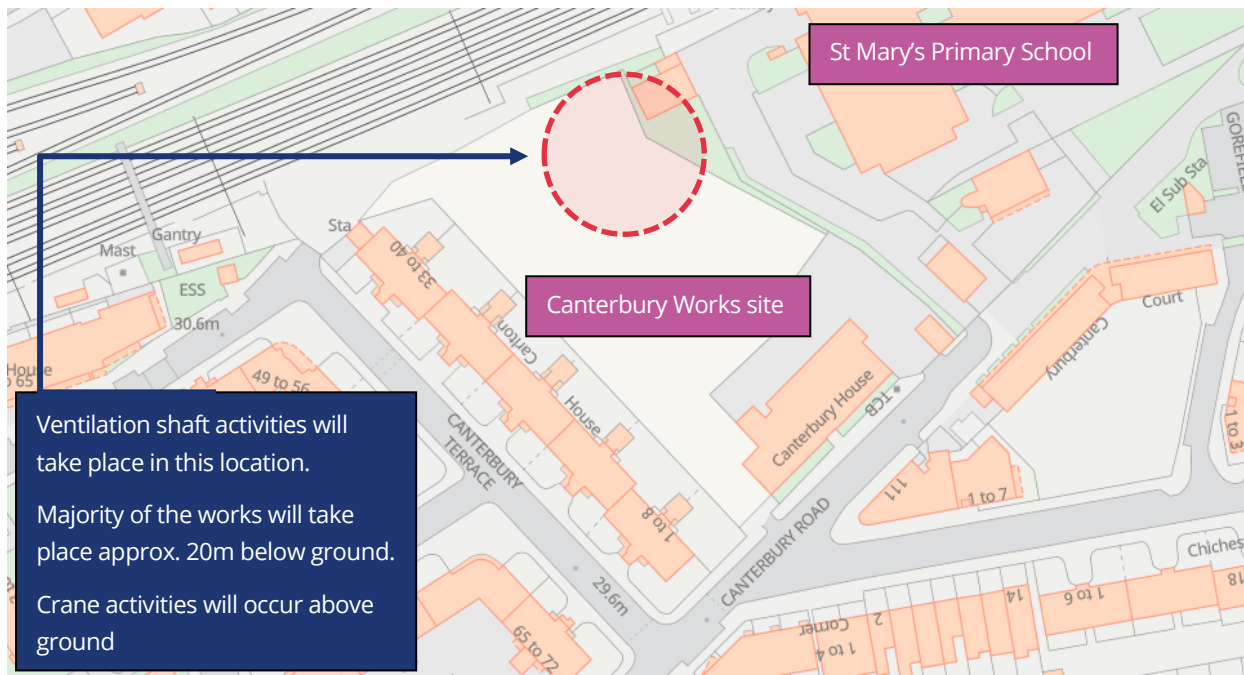 St Mary's Primary School
GOREFIELD
El Sub Sta
Sta
33 to 40
Gantry
Mast
Canterbury Works site
ESS
Court
30.6m
Carlton
Canterbury
House
to 65
49 to 56
House
Canterbury House
TCB
1 to 3
Ventilation shaft activities will
take place in this location.
Majority of the works will take
place approx. 20m below ground.
Crane activities will occur above
ground
CANTERBURY
TERRACE
111
1 to 7
1 to 8
CANTERBURY ROAD
Chiches
29.6m
14
1 to 6
18
2
Corner
1 to 4
65 to 72